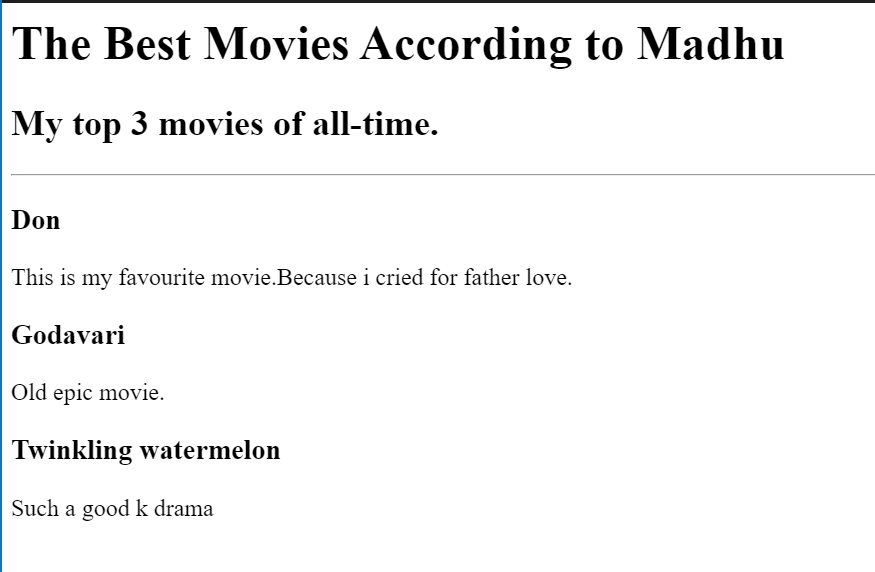 The Best Movies According to Madhu
My top 3 movies of all-time.
Don
This is my favourite movie.Because i cried for father love.
Godavari
Old epic movie.
Twinkling watermelon
Such a good k drama